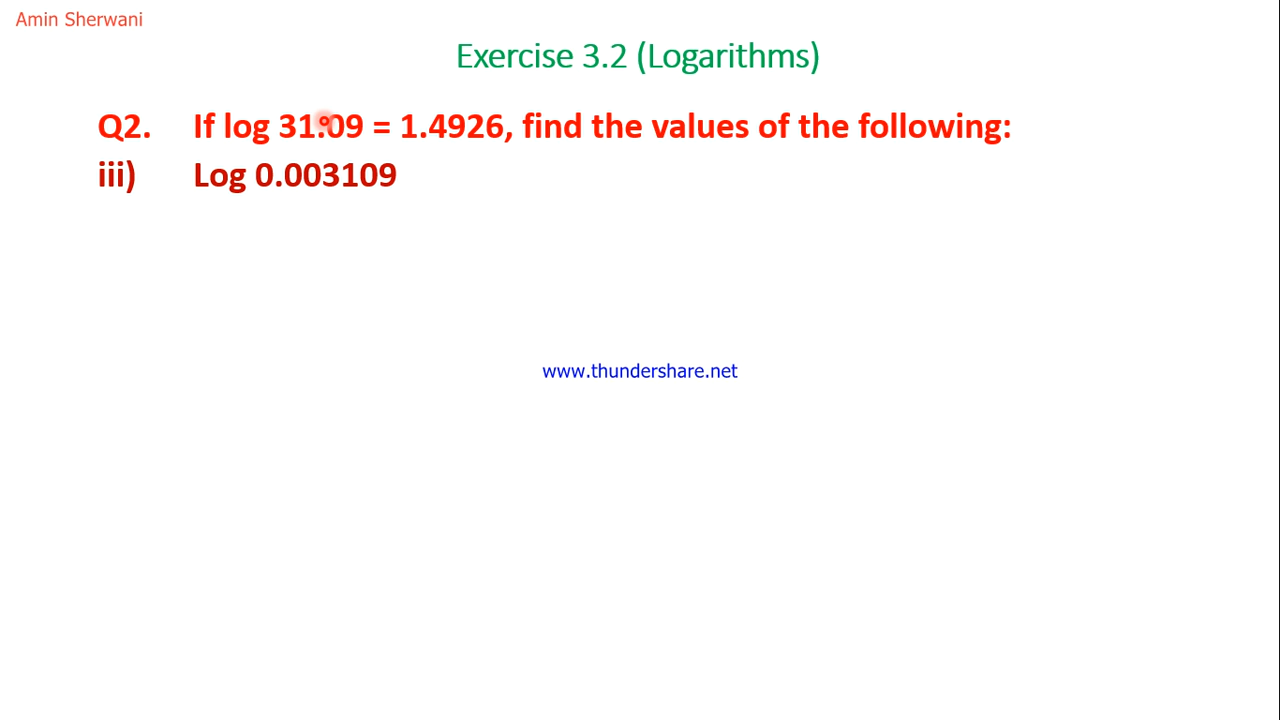 Amin Sherwani
Exercise 3.2 (Logarithms)
Q2. If log 31.09 = 1.4926, find the values of the following:
iii) Log 0.003109
www.thundershare.net